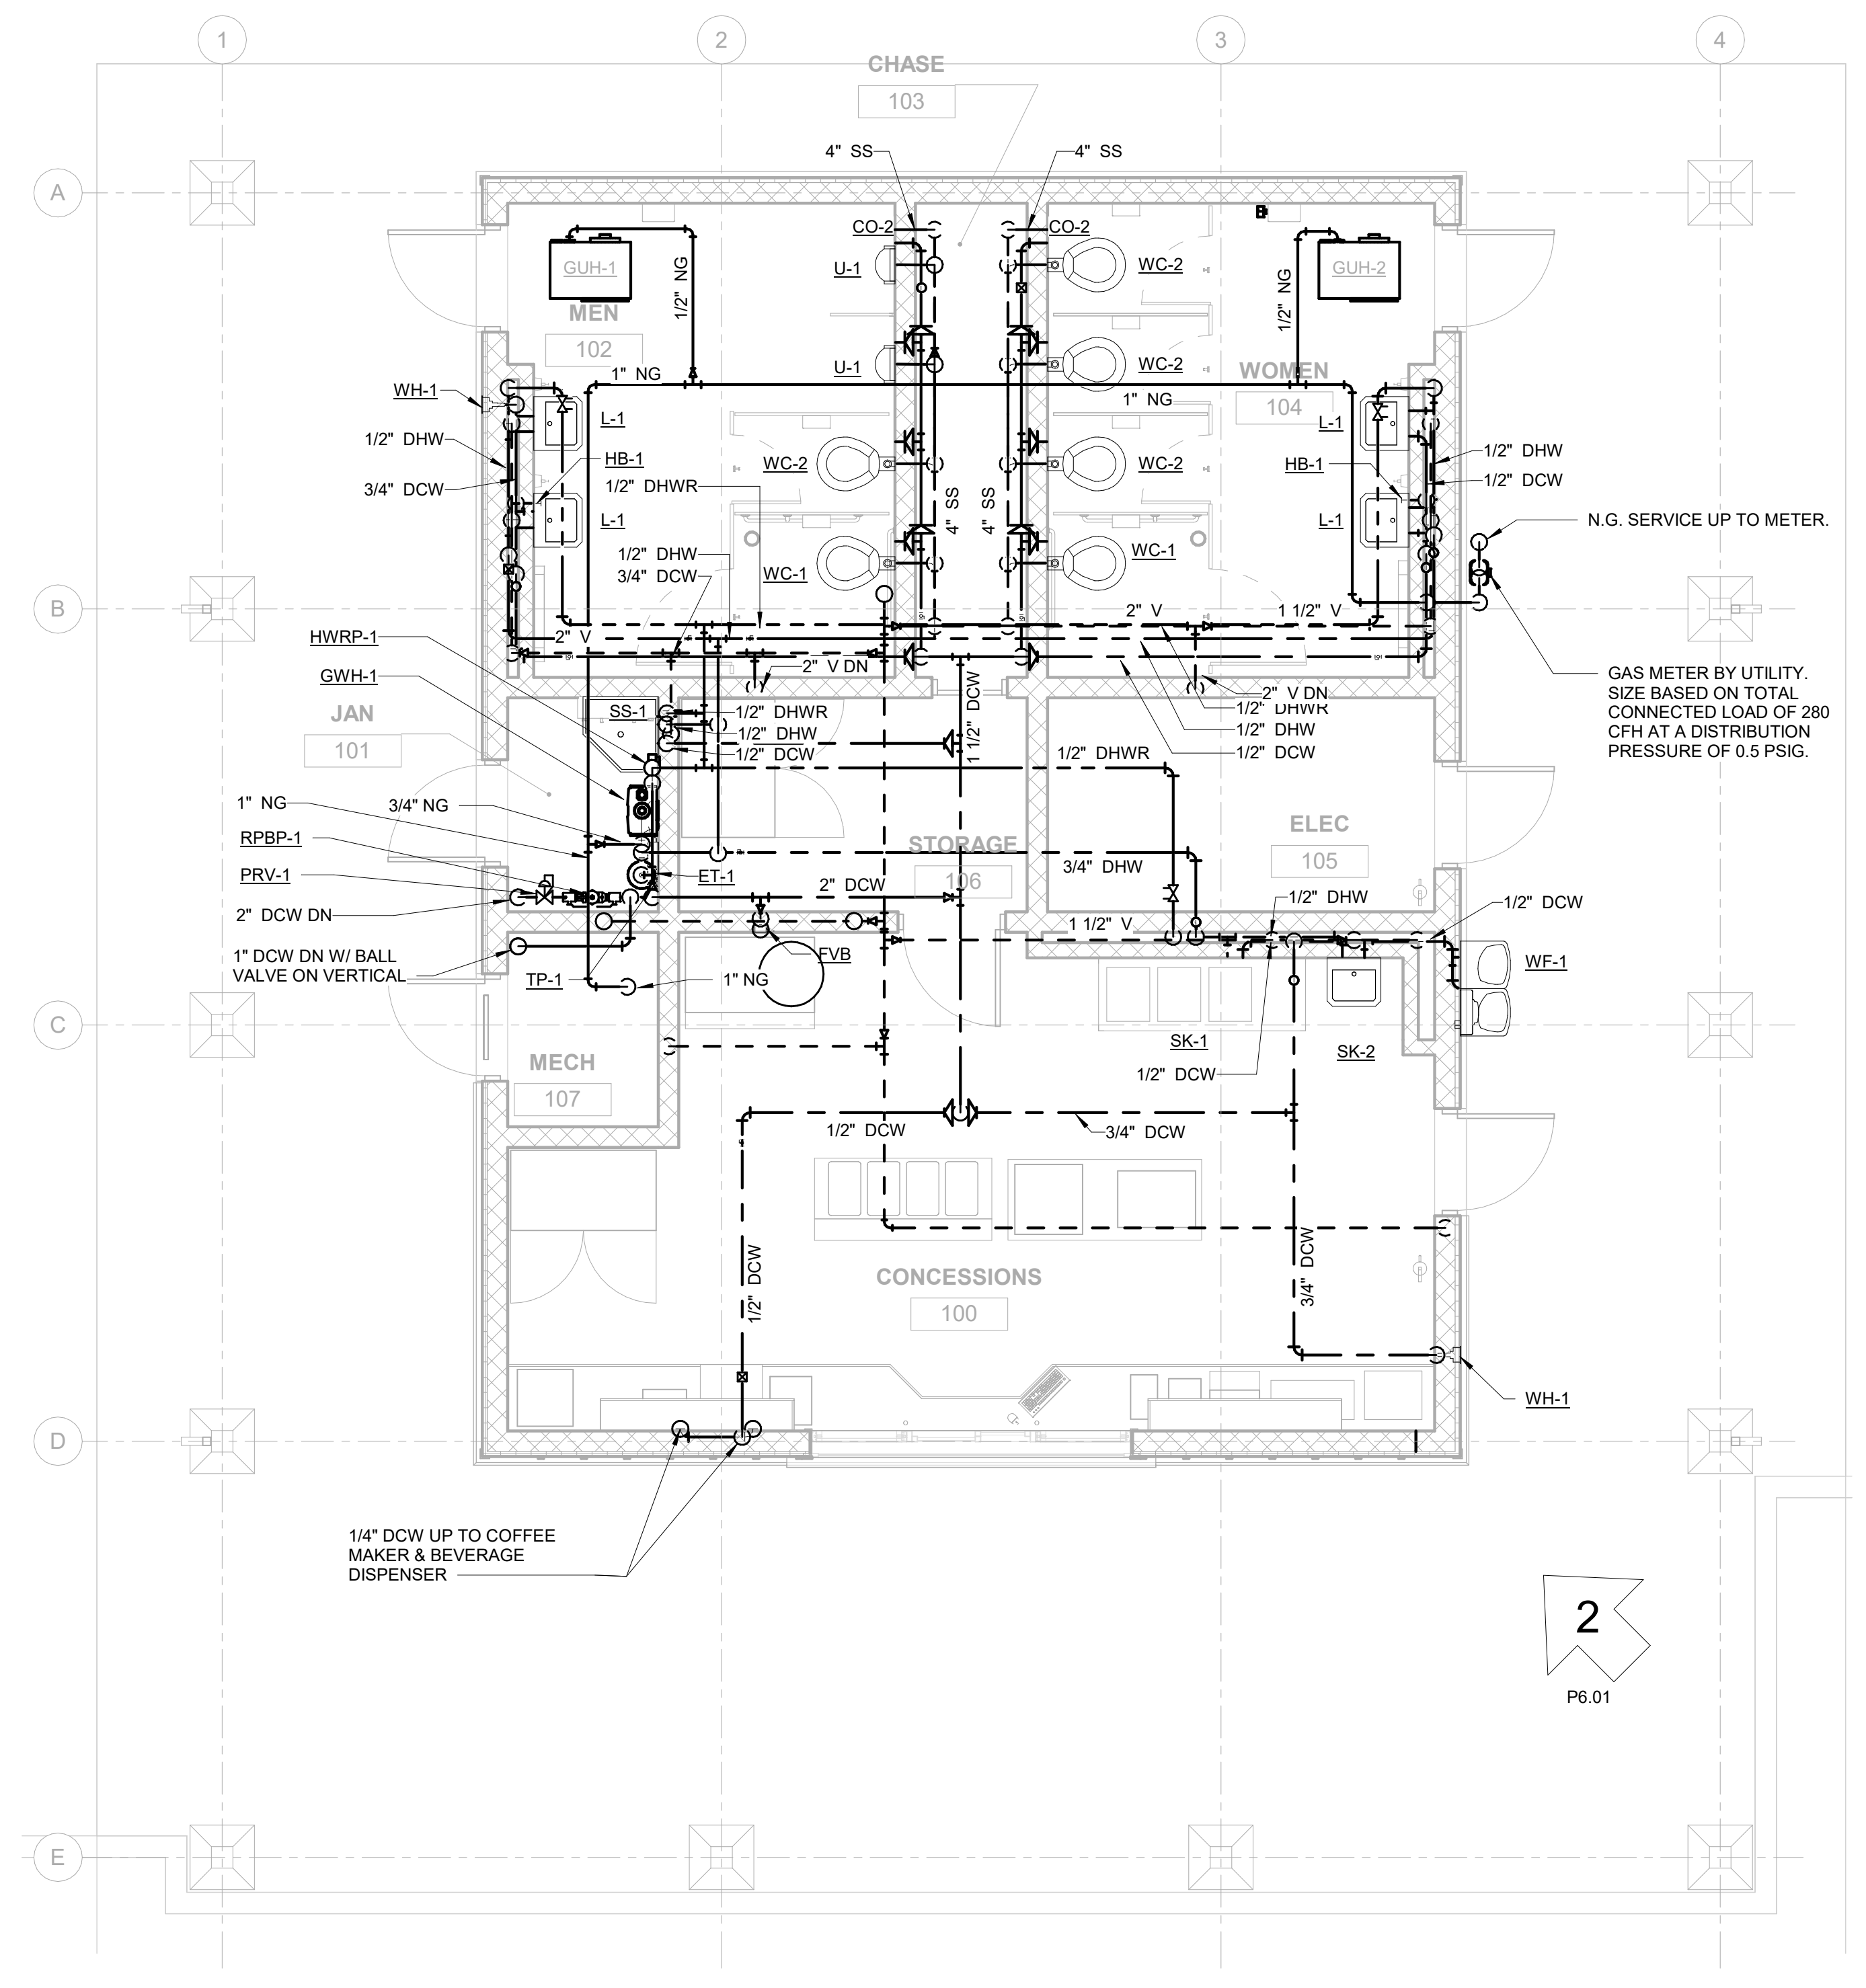 1
2
3
4
CHASE
103
4" SS
4" SS
A
CO-2
CO-2
GUH-1
1/2" NG
U-1
WC-2
1/2" NG
GUH-2
MEN
102
U-1
WC-2
WOMEN
104
1" NG
1" NG
WH-1
L-1
L-1
1/2" DHW
HB-1
WC-2
WC-2
HB-1
1/2" DHW
3/4" DCW
1/2" DHWR
1/2" DCW
L-1
4" SS
4" SS
L-1
N.G. SERVICE UP TO METER.
1/2" DHW
3/4" DCW
WC-1
WC-1
B
2" V
2" V
1 1/2" V
HWRP-1
GWH-1
2" V DN
2" V DN
GAS METER BY UTILITY.
SIZE BASED ON TOTAL
CONNECTED LOAD OF 280
CFH AT A DISTRIBUTION
PRESSURE OF 0.5 PSIG.
JAN
101
SS-1
1/2" DHWR
1/2" DHW
1/2" DCW
1 1/2" DCW
1/2" DHWR
1/2" DHW
1/2" DCW
1/2" DHWR
1" NG
3/4" NG
RPBP-1
PRV-1
2" DCW DN
ET-1
2" DCW
STORAGE
106
3/4" DHW
ELEC
105
1/2" DHW
1/2" DCW
1 1/2" V
1" DCW DN W/ BALL
VALVE ON VERTICAL
TP-1
1" NG
FVB
WF-1
C
MECH
107
SK-1
SK-2
1/2" DCW
1/2" DCW
3/4" DCW
1/2" DCW
3/4" DCW
CONCESSIONS
100
WH-1
D
1/4" DCW UP TO COFFEE
MAKER & BEVERAGE
DISPENSER
2
P6.01
E